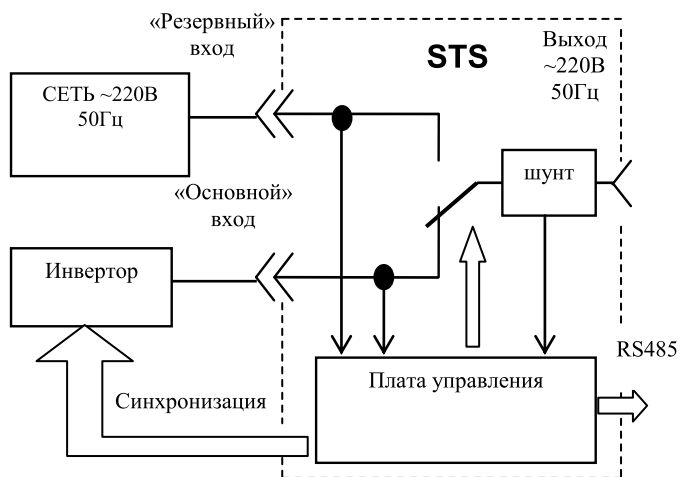 «Резервный»
вход
STS
Выход
~220В
50Гц
СЕТЬ ~220В
50Гц
шунт
«Основной»
вход
Инвертор
RS485
Плата управления
Синхронизация